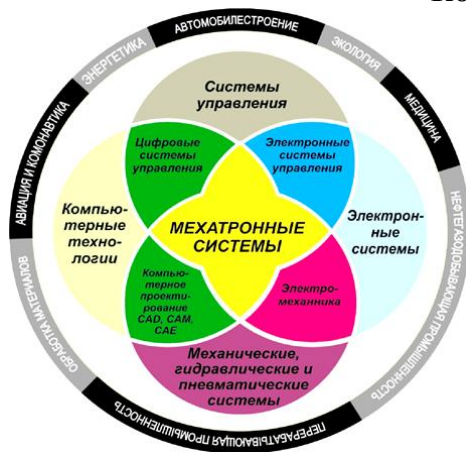 АВТОМОБИЛЕСТРОЕНИЕ
ЭКОЛОГИЯ
МЕДИЦИНА
НЕФТЕГАЗОДОБЫВАЮЩАЯ ПРОМЫШЛЕННОСТЬ
ПЕРЕРАБАТЫВАЮЩАЯ ПРОМЫШЛЕННОСТЬ
ОБРАБОТКА МАТЕРИАЛОВ
АВИАЦИЯ И КОМОНАВТИКА
ЭНЕРГЕТИКА
Системы
управления
Цифровые
системы
управления
Электронные
системы
управления
Компью-
терные
техно-
логии
МЕХАТРОННЫЕ
СИСТЕМЫ
Электрон-
ные
системы
Компью-
терное
проекти-
рование
CAD, CAM,
CAE
Электро-
механника
Механические,
гидравлические и
пневматические
системы